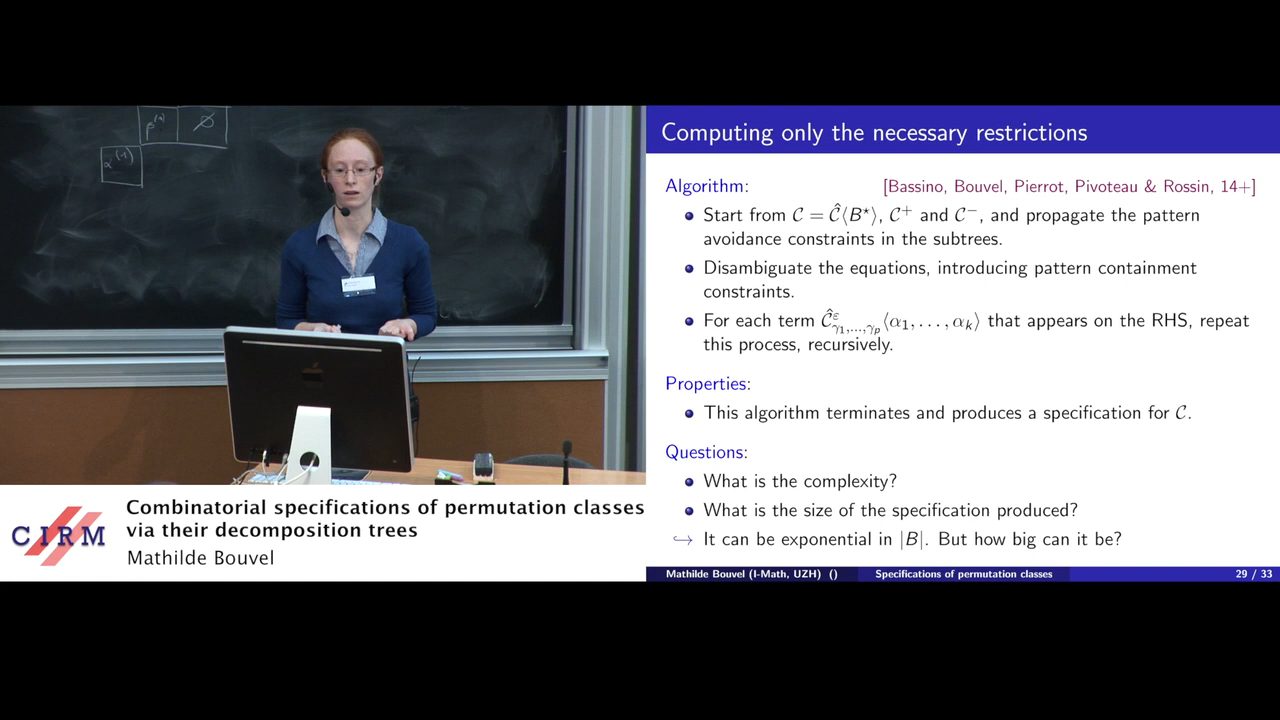 β⁽¹⁾ ∅
α⁽⁻¹⁾
CIRM
Combinatorial specifications of permutation classes
via their decomposition trees
Mathilde Bouvel
Computing only the necessary restrictions
Algorithm: [Bassino, Bouvel, Pierrot, Pivoteau & Rossin, 14+]
Start from 𝒞 = 𝒞̂⟨B⋆⟩, 𝒞⁺ and 𝒞⁻, and propagate the pattern
avoidance constraints in the subtrees.
Disambiguate the equations, introducing pattern containment
constraints.
For each term 𝒞̂^ε_{γ₁,...,γₚ}⟨α₁, . . . , αₖ⟩ that appears on the RHS, repeat
this process, recursively.
Properties:
This algorithm terminates and produces a specification for 𝒞.
Questions:
What is the complexity?
What is the size of the specification produced?
↪ It can be exponential in |B|. But how big can it be?
Mathilde Bouvel (I-Math, UZH) () Specifications of permutation classes 29 / 33